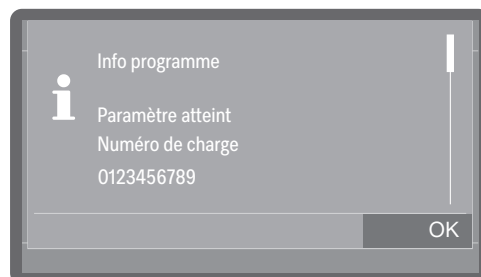 Info programme
Paramètre atteint
Numéro de charge
0123456789
OK